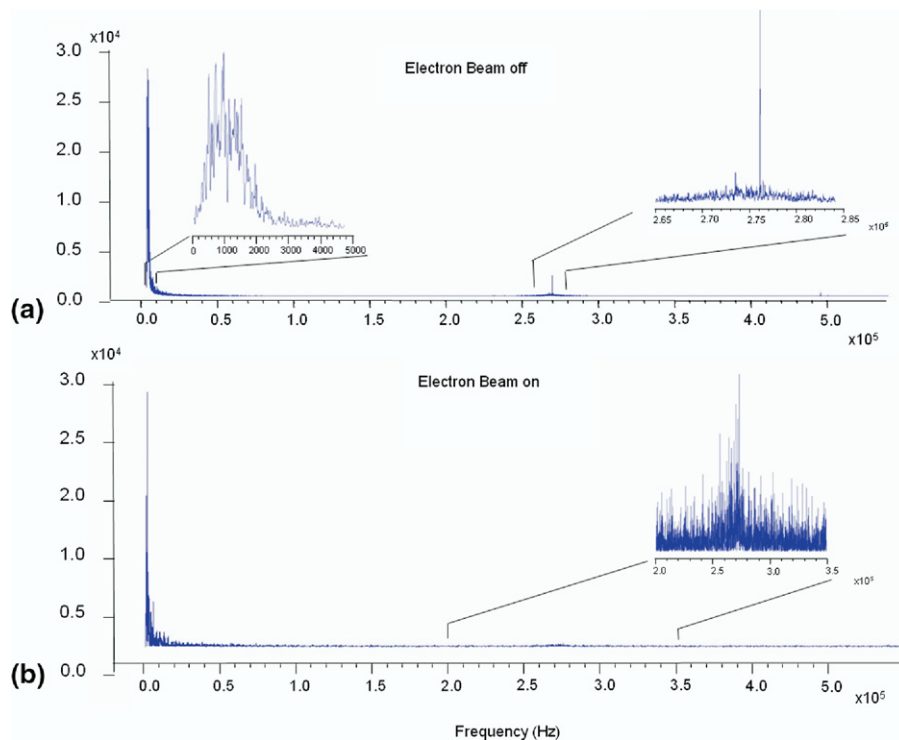 x10⁴
Electron Beam off
3.0
2.5
2.0
1.5
1.0
0.5
0.0
0 1000 2000 3000 4000 5000
2.65 2.70 2.75 2.80 2.85
(a)
0.0 0.5 1.0 1.5 2.0 2.5 3.0 3.5 4.0 4.5 5.0
x10⁵
x10⁴
Electron Beam on
3.0
2.5
2.0
1.0
0.5
0.0
2.0 2.5 3.0 3.5
x10⁵
(b)
0.0 0.5 1.0 1.5 2.0 2.5 3.0 3.5 4.0 4.5 5.0
x10⁵
Frequency (Hz)